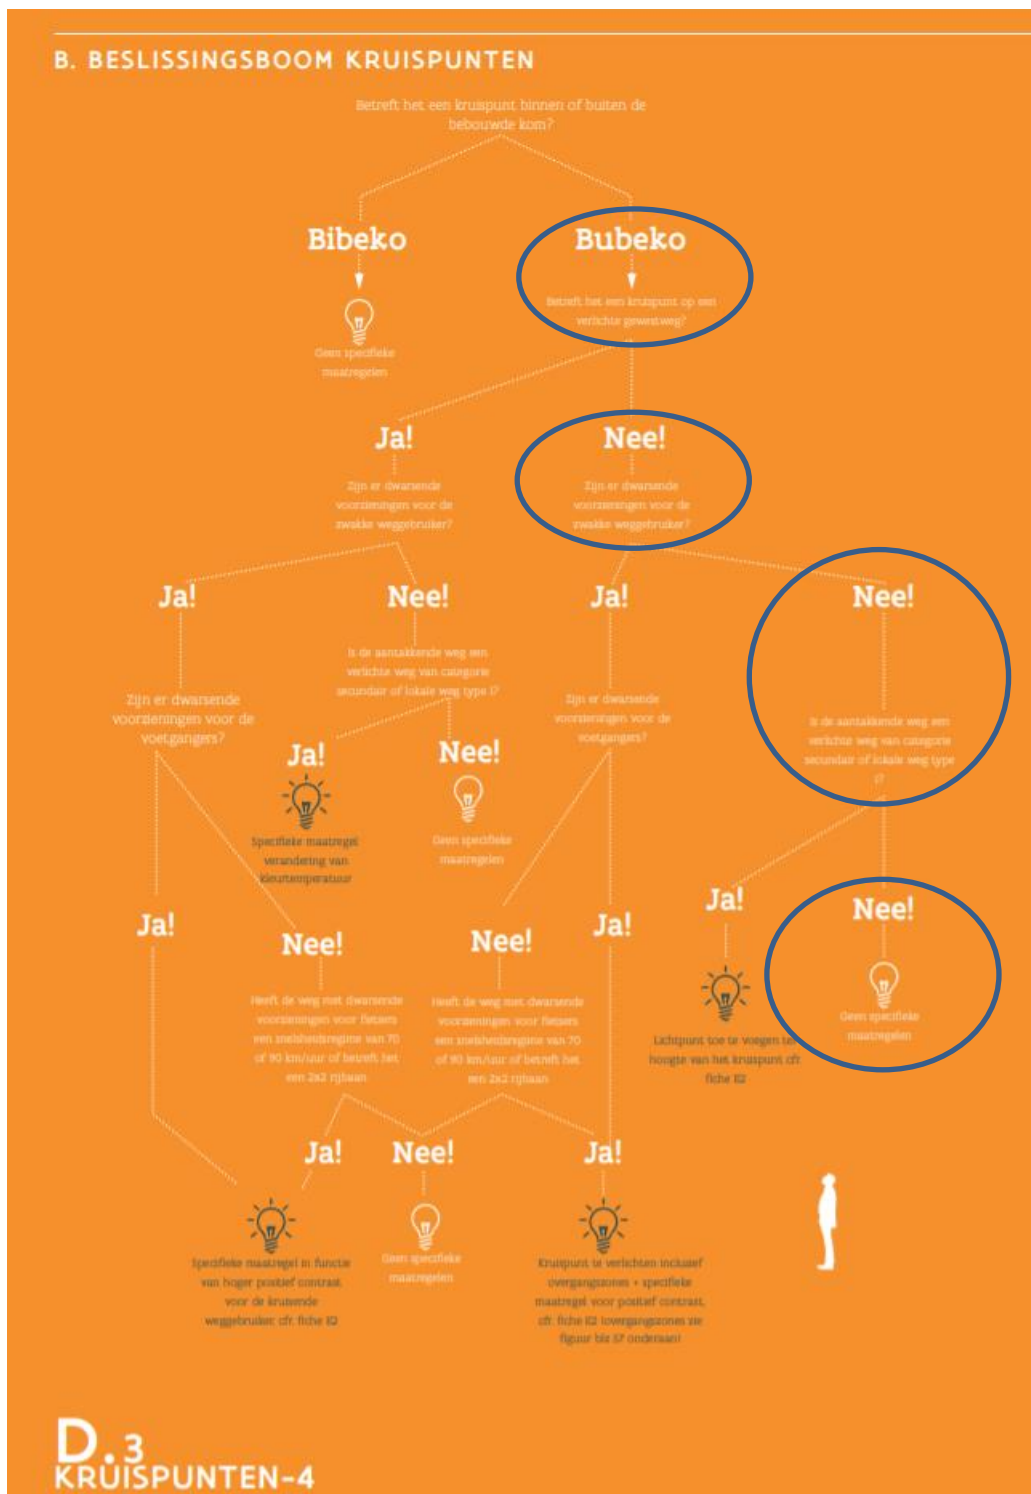 B. BESLISSINGSBOOM KRUISPUNTEN
Betreft het een kruispunt binnen of buiten de
bebouwde kom?
Bibeko
Geen specifieke
maatregelen
Bubeko
Betreft het een kruispunt op een
verlichte gewestweg?
Ja!
Zijn er dwarsende
voorzieningen voor de
zwakke weggebruiker?
Nee!
Zijn er dwarsende
voorzieningen voor de
zwakke weggebruiker?
Ja!
Zijn er dwarsende
voorzieningen voor de
voetgangers?
Nee!
Is de aantakkende weg een
verlichte weg van categorie
secundair of lokale weg type I?
Ja!
Zijn er dwarsende
voorzieningen voor de
voetgangers?
Nee!
Is de aantakkende weg een
verlichte weg van categorie
secundair of lokale weg type
I?
Ja!
Specifieke maatregel
verandering van
kleurtemperatuur
Nee!
Geen specifieke
maatregelen
Ja!
Nee!
Heeft de weg met dwarsende
voorzieningen voor fietsers
een snelheidsregime van 70
of 90 km/uur of betreft het
een 2x2 rijbaan
Nee!
Heeft de weg met dwarsende
voorzieningen voor fietsers
een snelheidsregime van 70
of 90 km/uur of betreft het
een 2x2 rijbaan
Ja!
Ja!
Lichtpunt toe te voegen ter
hoogte van het kruispunt cfr.
fiche E2
Nee!
Geen specifieke
maatregelen
Ja!
Specifieke maatregel in functie
van hoger positief contrast
voor de kruisende
weggebruiker. cfr. fiche E2
Nee!
Geen specifieke
maatregelen
Ja!
Kruispunt te verlichten inclusief
overgangszones + specifieke
maatregel voor positief contrast,
cfr. fiche E2 (overgangszones zie
figuur blz 57 onderaan)
D.3
KRUISPUNTEN-4